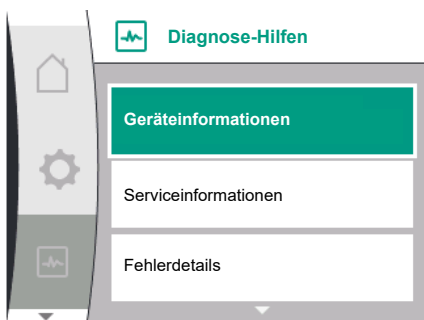 Diagnose-Hilfen
Geräteinformationen
Serviceinformationen
Fehlerdetails